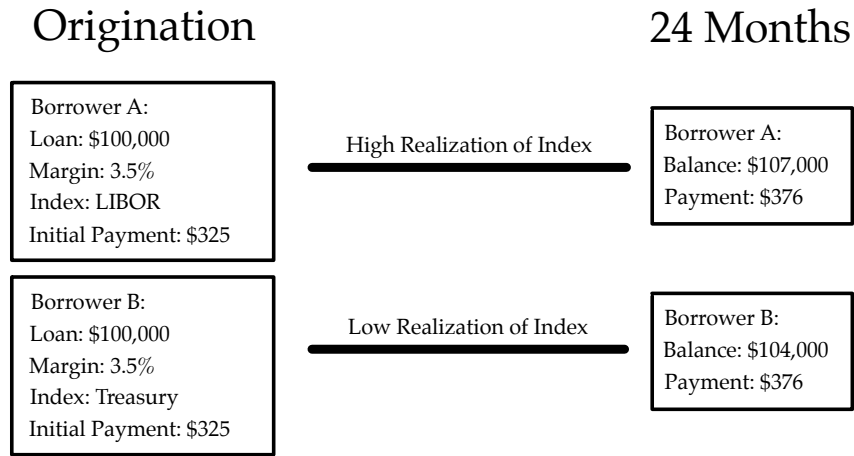 Origination
24 Months
Borrower A:
Loan: $100,000
Margin: 3.5%
Index: LIBOR
Initial Payment: $325
High Realization of Index
Borrower A:
Balance: $107,000
Payment: $376
Borrower B:
Loan: $100,000
Margin: 3.5%
Index: Treasury
Initial Payment: $325
Low Realization of Index
Borrower B:
Balance: $104,000
Payment: $376